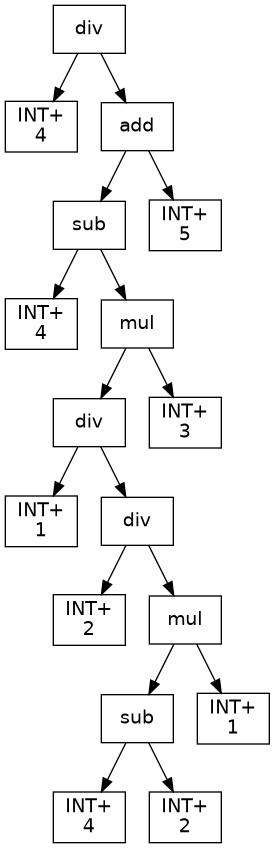 div
INT+
4
add
sub
INT+
5
INT+
4
mul
div
INT+
3
INT+
1
div
INT+
2
mul
sub
INT+
1
INT+
4
INT+
2